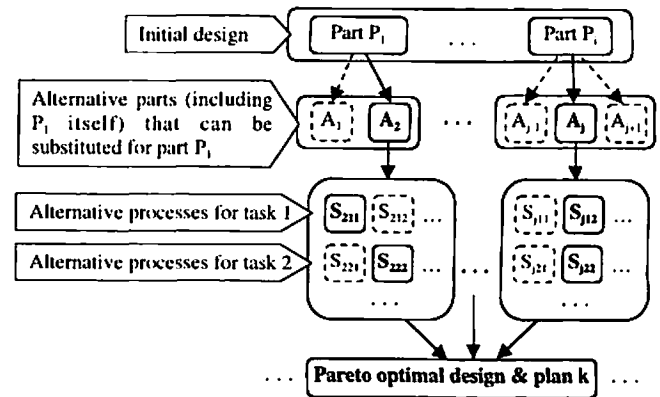 Initial design
Part P1 ... Part Pi
Alternative parts (including
P1 itself) that can be
substituted for part P1
A1 A2 ... Aj-1 Aj Aj+1
Alternative processes for task 1
S211 S212 ... Sj11 Sj12 ...
Alternative processes for task 2
S221 S222 ... ... Sj21 Sj22 ...
... ...
... Pareto optimal design & plan k ...